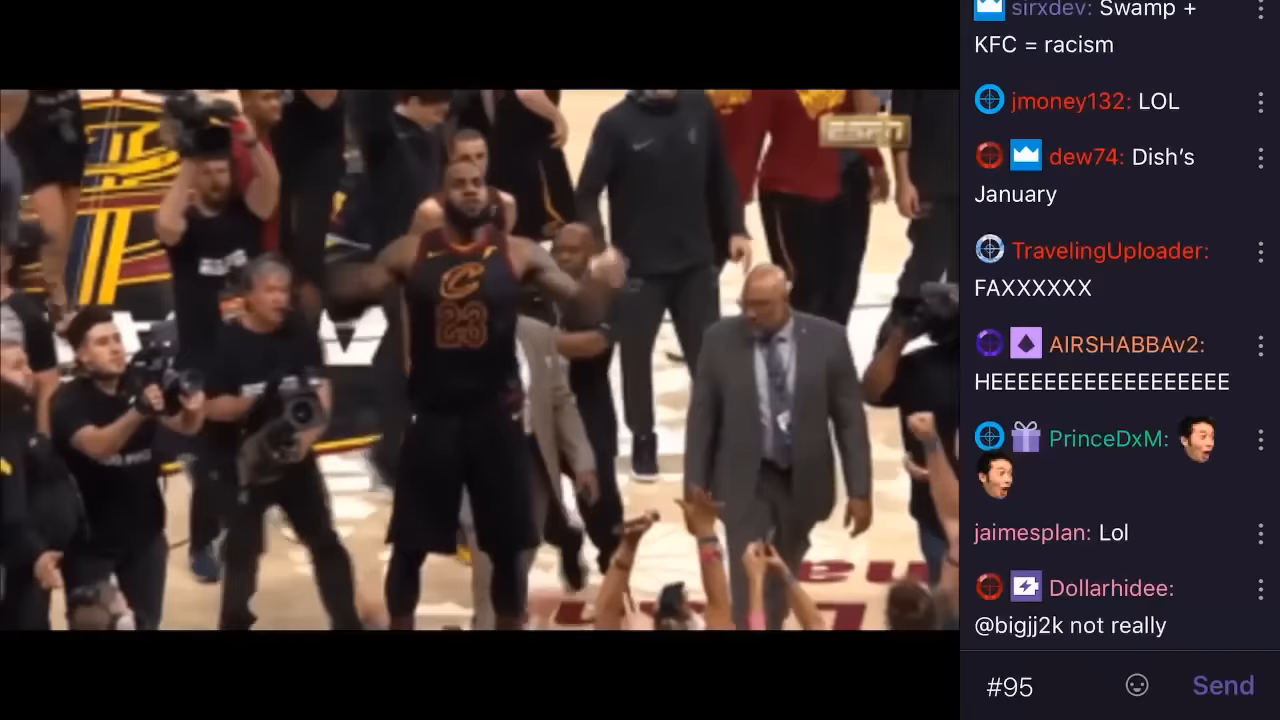 sirxdev: Swamp +
KFC = racism
jmoney132: LOL
dew74: Dish’s
January
TravelingUploader:
FAXXXXXX
AIRSHABBAv2:
HEEEEEEEEEEEEEEEEEE
PrinceDxM:
jaimesplan: Lol
Dollarhidee:
@bigjj2k not really
#95
Send
ESPN
C
23